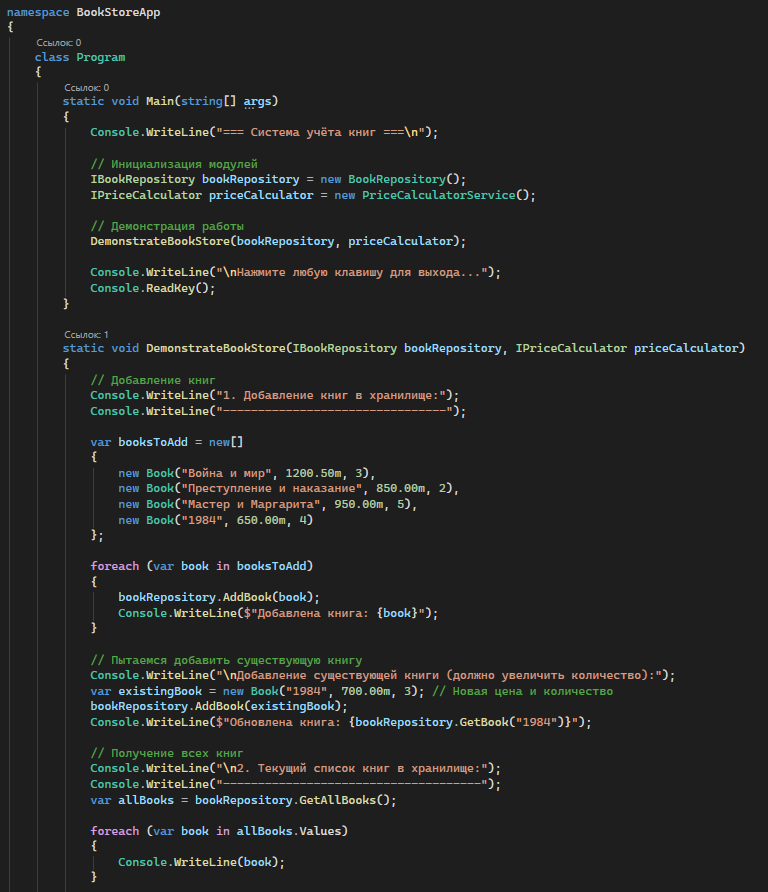 namespace BookStoreApp
{
Ссылок: 0
class Program
{
Ссылок: 0
static void Main(string[] args)
{
Console.WriteLine("=== Система учёта книг ===\n");
// Инициализация модулей
IBookRepository bookRepository = new BookRepository();
IPriceCalculator priceCalculator = new PriceCalculatorService();
// Демонстрация работы
DemonstrateBookStore(bookRepository, priceCalculator);
Console.WriteLine("\nНажмите любую клавишу для выхода...");
Console.ReadKey();
}
Ссылок: 1
static void DemonstrateBookStore(IBookRepository bookRepository, IPriceCalculator priceCalculator)
{
// Добавление книг
Console.WriteLine("1. Добавление книг в хранилище:");
Console.WriteLine("--------------------------------");
var booksToAdd = new[]
{
new Book("Война и мир", 1200.50m, 3),
new Book("Преступление и наказание", 850.00m, 2),
new Book("Мастер и Маргарита", 950.00m, 5),
new Book("1984", 650.00m, 4)
};
foreach (var book in booksToAdd)
{
bookRepository.AddBook(book);
Console.WriteLine($"Добавлена книга: {book}");
}
// Пытаемся добавить существующую книгу
Console.WriteLine("\nДобавление существующей книги (должно увеличить количество):");
var existingBook = new Book("1984", 700.00m, 3); // Новая цена и количество
bookRepository.AddBook(existingBook);
Console.WriteLine($"Обновлена книга: {bookRepository.GetBook("1984")}");
// Получение всех книг
Console.WriteLine("\n2. Текущий список книг в хранилище:");
Console.WriteLine("-------------------------------------");
var allBooks = bookRepository.GetAllBooks();
foreach (var book in allBooks.Values)
{
Console.WriteLine(book);
}